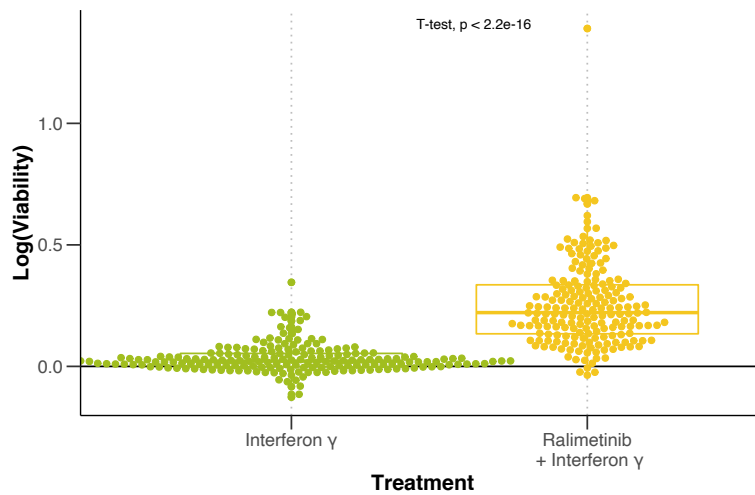 T-test, p < 2.2e-16
Log(Viability)
1.0
0.5
0.0
Interferon γ
Ralimetinib
+ Interferon γ
Treatment